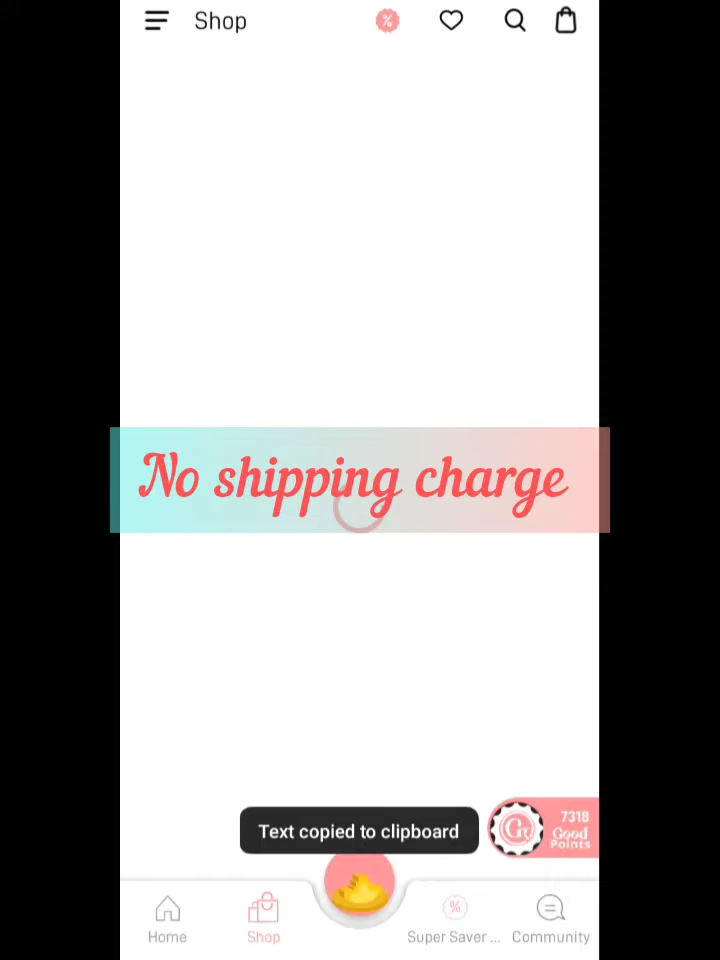 Shop
No shipping charge
Text copied to clipboard
7318
Good
Points
Home
Shop
Super Saver ...
Community